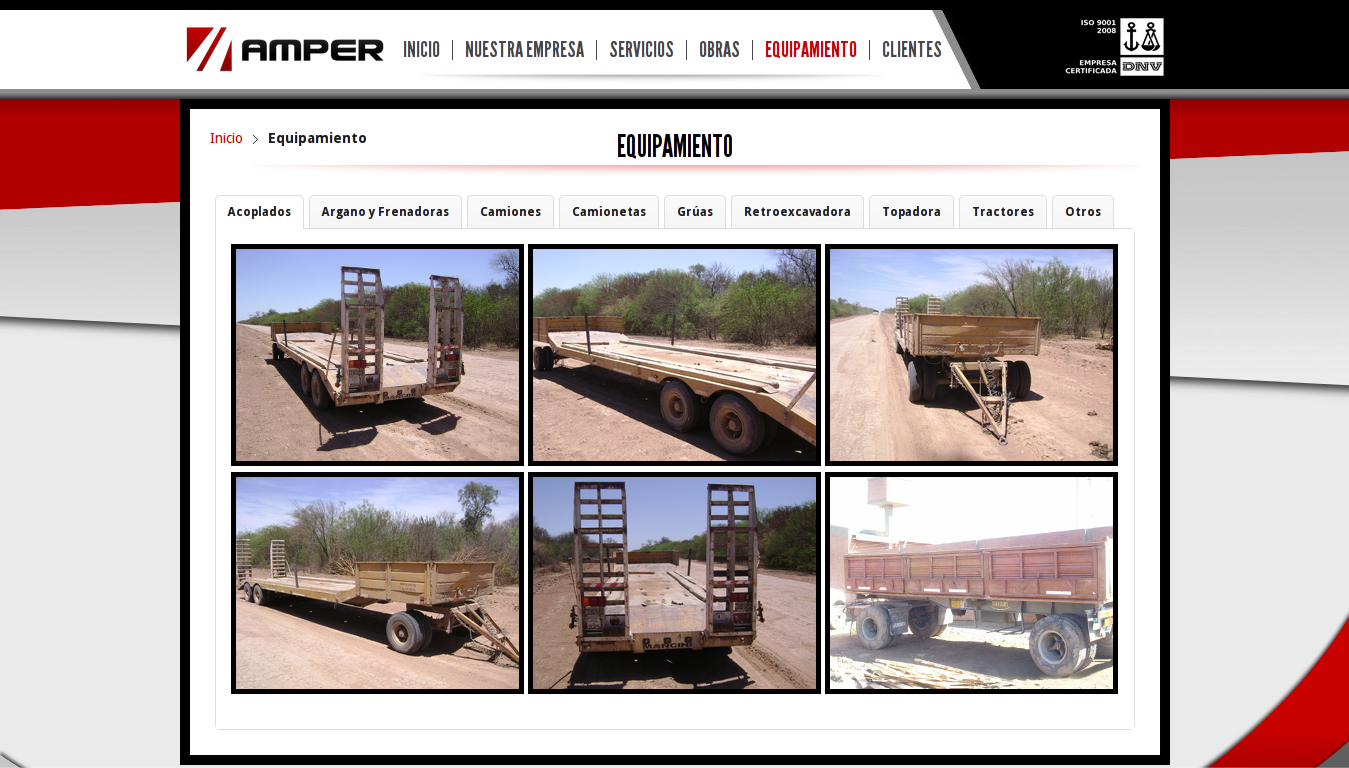 AMPER
INICIO
NUESTRA EMPRESA
SERVICIOS
OBRAS
EQUIPAMIENTO
CLIENTES
ISO 9001
2008
EMPRESA
CERTIFICADA
DNV
Inicio
Equipamiento
EQUIPAMIENTO
Acoplados
Argano y Frenadoras
Camiones
Camionetas
Grúas
Retroexcavadora
Topadora
Tractores
Otros
MANCINI